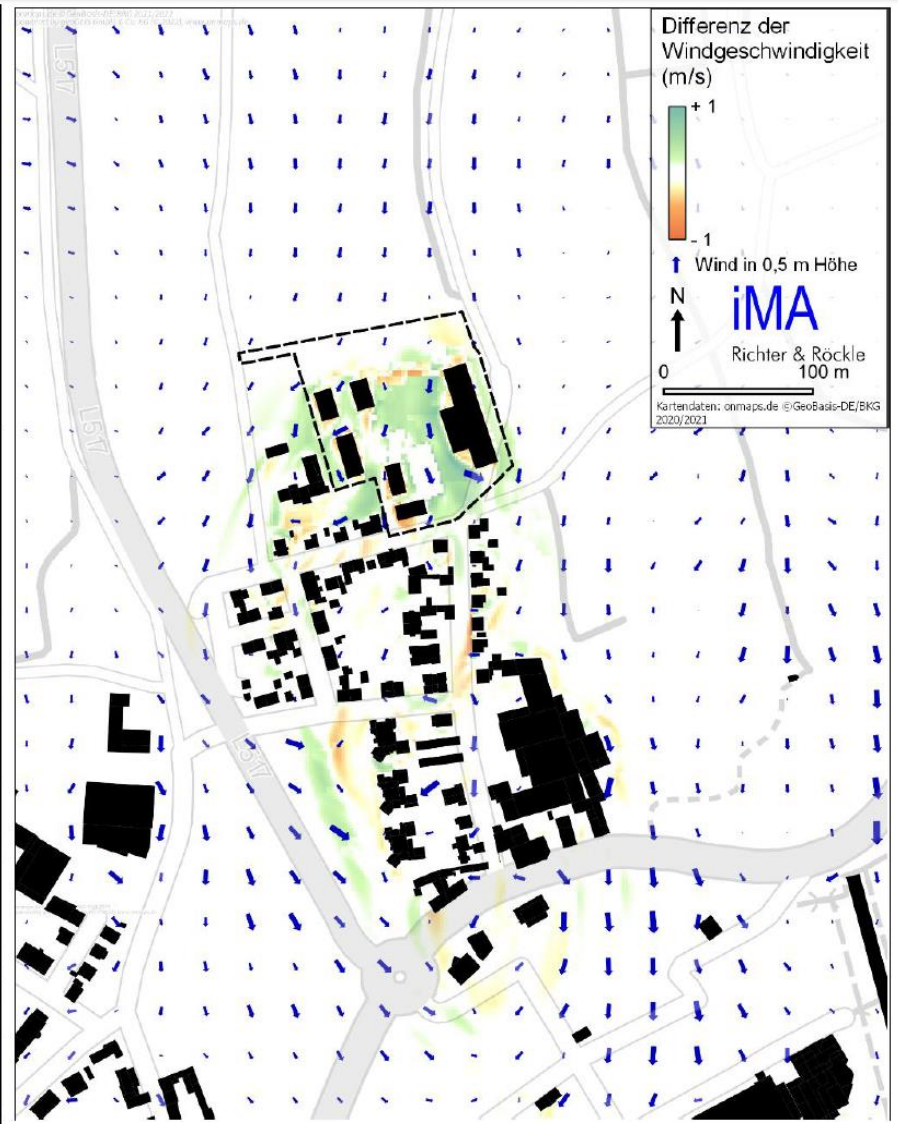 Differenz der
Windgeschwindigkeit
(m/s)
+ 1
- 1
Wind in 0,5 m Höhe
N
iMA
Richter & Röckle
0 100 m
Kartendaten: onmaps.de ©GeoBasis-DE/BKG
2020/2021
L517
L517
L517